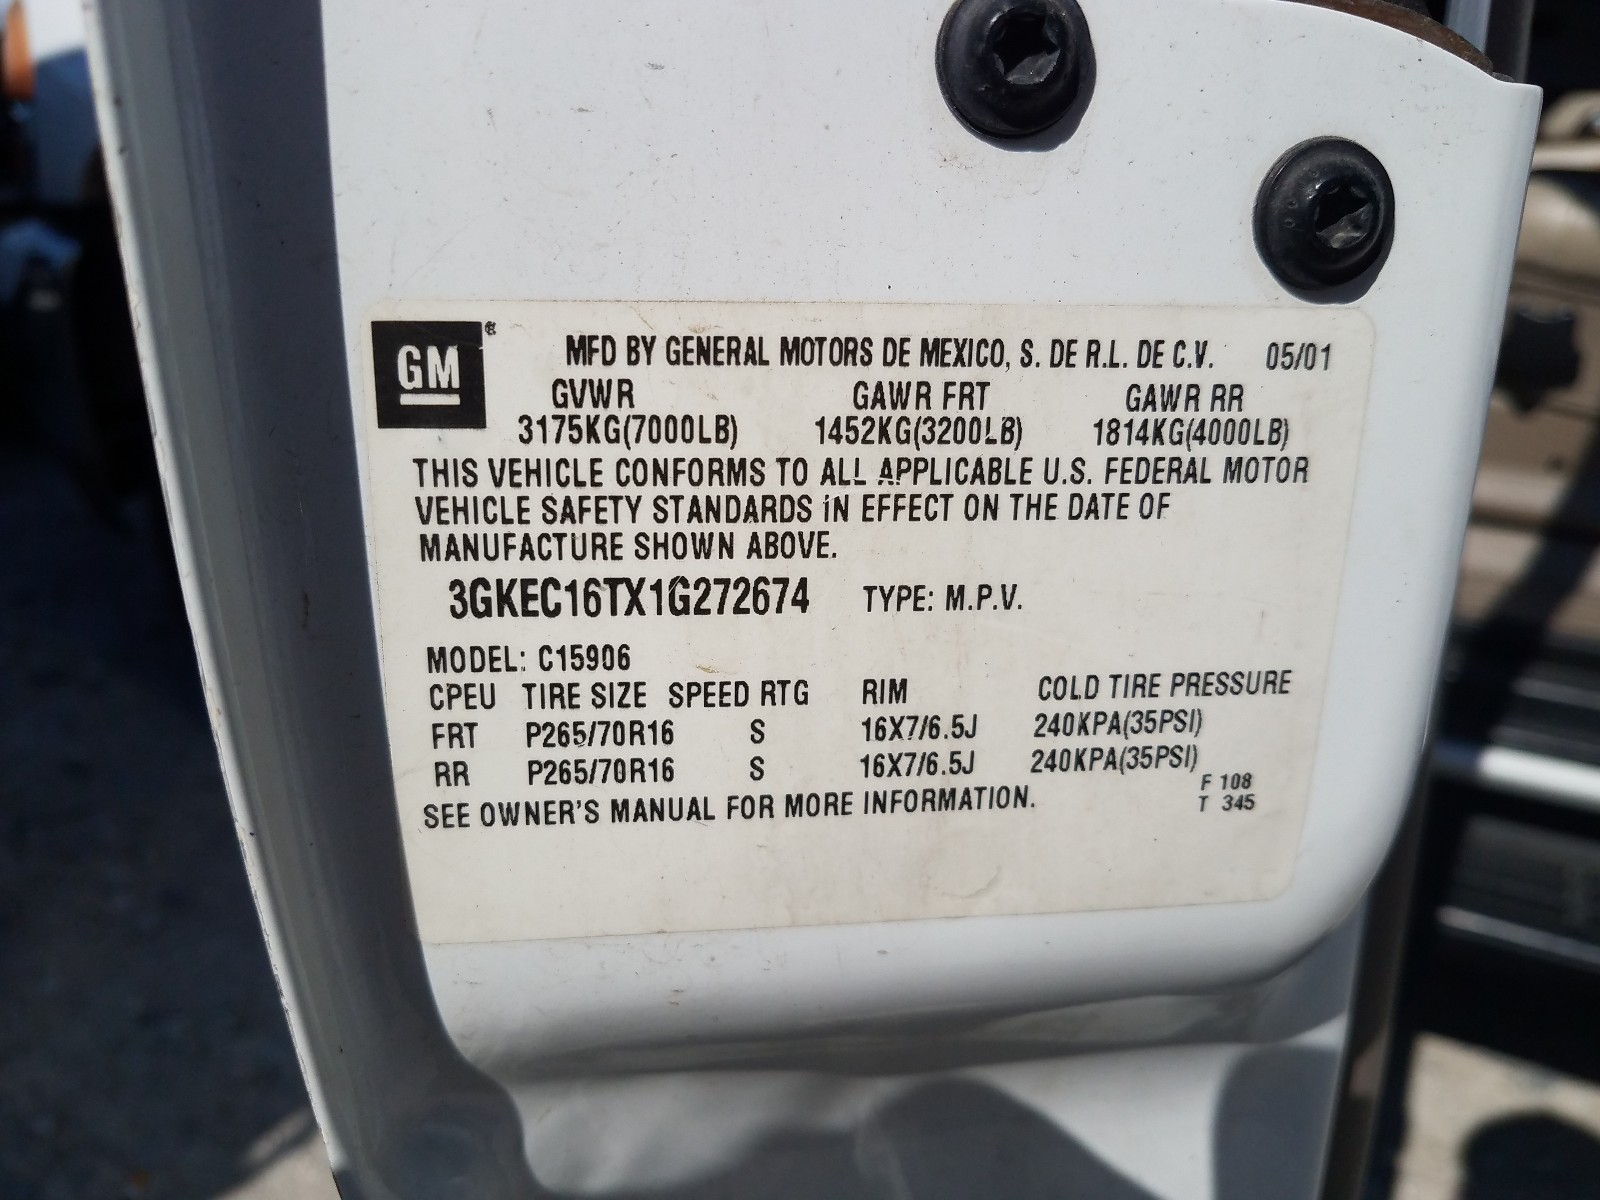 GM®
MFD BY GENERAL MOTORS DE MEXICO, S. DE R.L. DE C.V. 05/01
GVWR GAWR FRT GAWR RR
3175KG(7000LB) 1452KG(3200LB) 1814KG(4000LB)
THIS VEHICLE CONFORMS TO ALL APPLICABLE U.S. FEDERAL MOTOR
VEHICLE SAFETY STANDARDS IN EFFECT ON THE DATE OF
MANUFACTURE SHOWN ABOVE.
3GKEC16TX1G272674 TYPE: M.P.V.
MODEL: C15906
CPEU TIRE SIZE SPEED RTG RIM COLD TIRE PRESSURE
FRT P265/70R16 S 16X7/6.5J 240KPA(35PSI)
RR P265/70R16 S 16X7/6.5J 240KPA(35PSI)
SEE OWNER'S MANUAL FOR MORE INFORMATION.
F 108
T 345